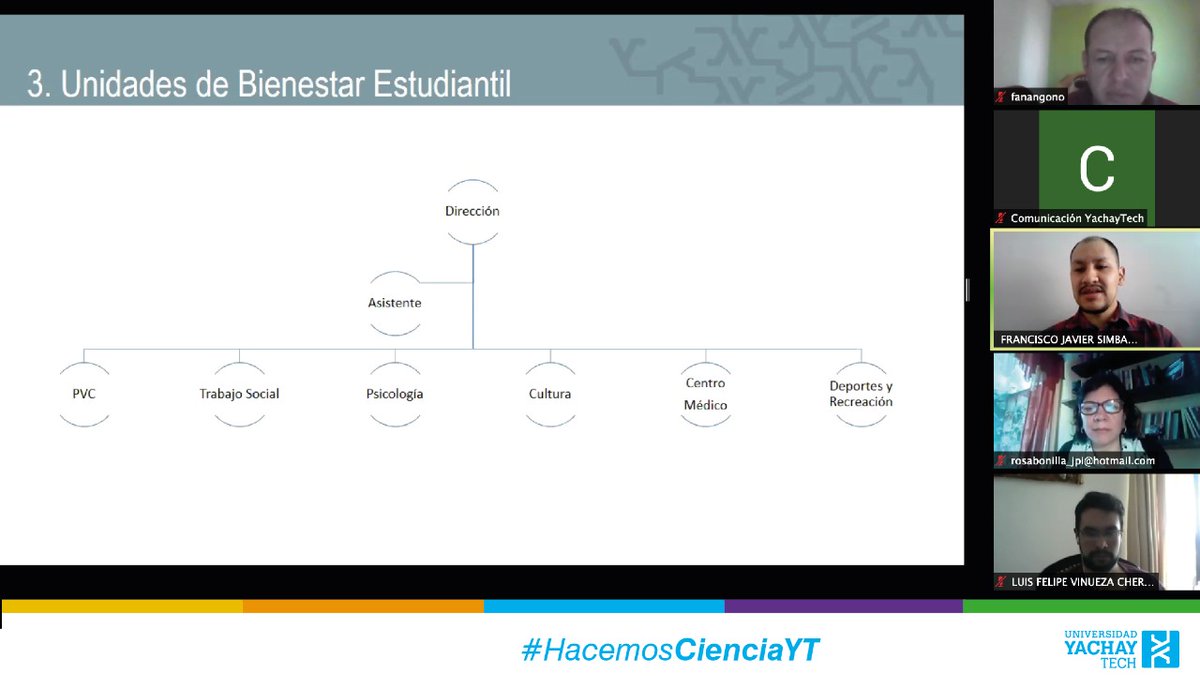 3. Unidades de Bienestar Estudiantil
Dirección
Asistente
PVC
Trabajo Social
Psicología
Cultura
Centro
Médico
Deportes y
Recreación
fanangono
C
Comunicación YachayTech
FRANCISCO JAVIER SIMBA...
rosabonilla_jpi@hotmail.com
LUIS FELIPE VINUEZA CHER...
#HacemosCienciaYT
UNIVERSIDAD
YACHAY
TECH